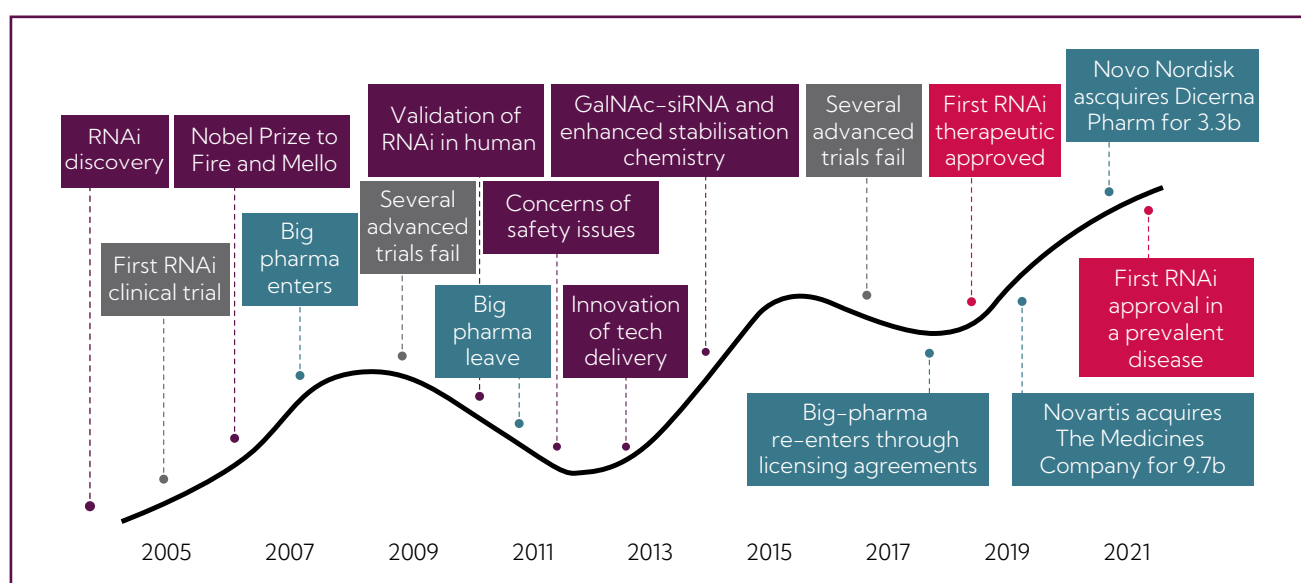 RNAi
discovery
Nobel Prize to
Fire and Mello
Validation of
RNAi in human
GalNAc-siRNA and
enhanced stabilisation
chemistry
Several
advanced
trials fail
First RNAi
therapeutic
approved
Novo Nordisk
ascquires Dicerna
Pharm for 3.3b
First RNAi
clinical trial
Big
pharma
enters
Several
advanced
trials fail
Concerns of
safety issues
Big
pharma
leave
Innovation
of tech
delivery
First RNAi
approval in
a prevalent
disease
Big-pharma
re-enters through
licensing agreements
Novartis acquires
The Medicines
Company for 9.7b
2005 2007 2009 2011 2013 2015 2017 2019 2021